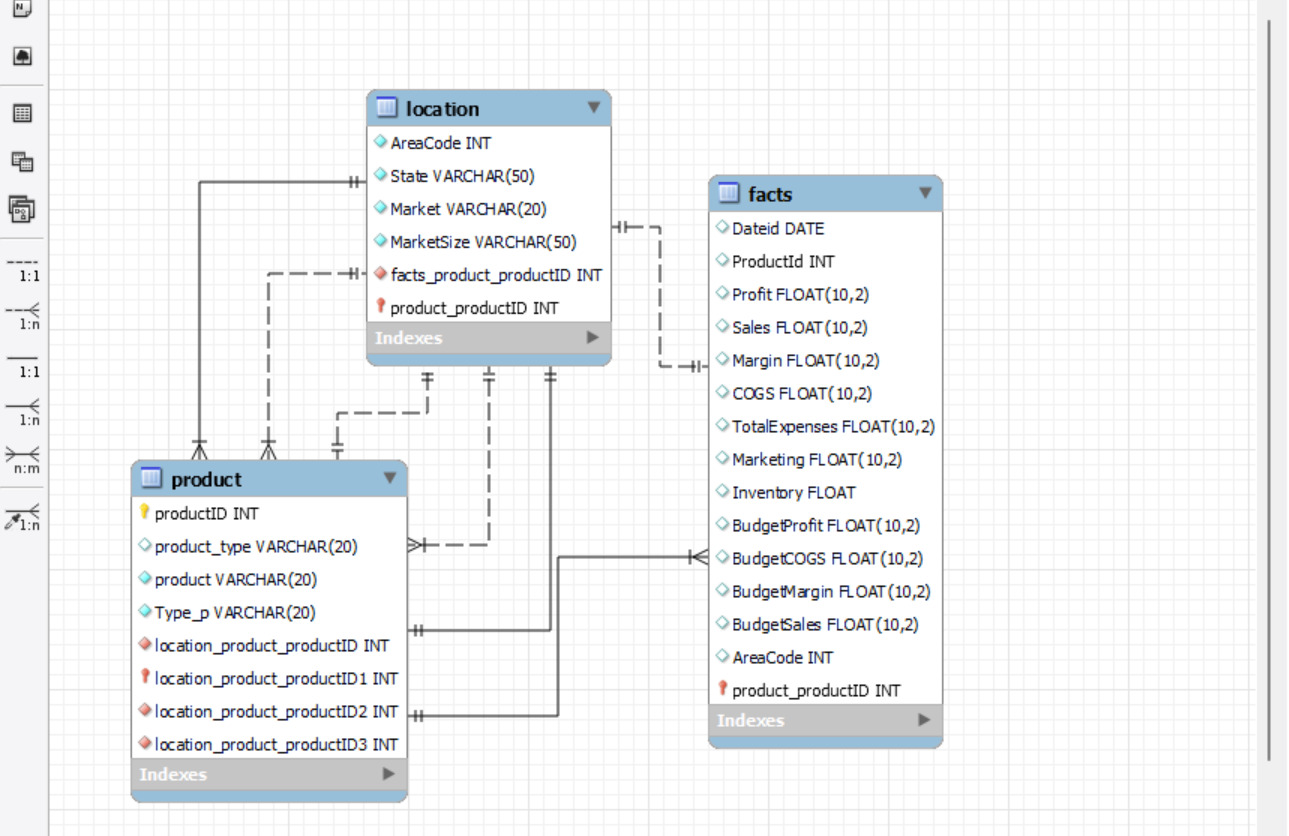 N
1:1
1:n
1:1
1:n
n:m
1:n
location
AreaCode INT
State VARCHAR(50)
Market VARCHAR(20)
MarketSize VARCHAR(50)
facts_product_productID INT
product_productID INT
Indexes
facts
Dateid DATE
ProductId INT
Profit FLOAT(10,2)
Sales FLOAT(10,2)
Margin FLOAT(10,2)
COGS FLOAT(10,2)
TotalExpenses FLOAT(10,2)
Marketing FLOAT(10,2)
Inventory FLOAT
BudgetProfit FLOAT(10,2)
BudgetCOGS FLOAT(10,2)
BudgetMargin FLOAT(10,2)
BudgetSales FLOAT(10,2)
AreaCode INT
product_productID INT
Indexes
product
productID INT
product_type VARCHAR(20)
product VARCHAR(20)
Type_p VARCHAR(20)
location_product_productID INT
location_product_productID1 INT
location_product_productID2 INT
location_product_productID3 INT
Indexes